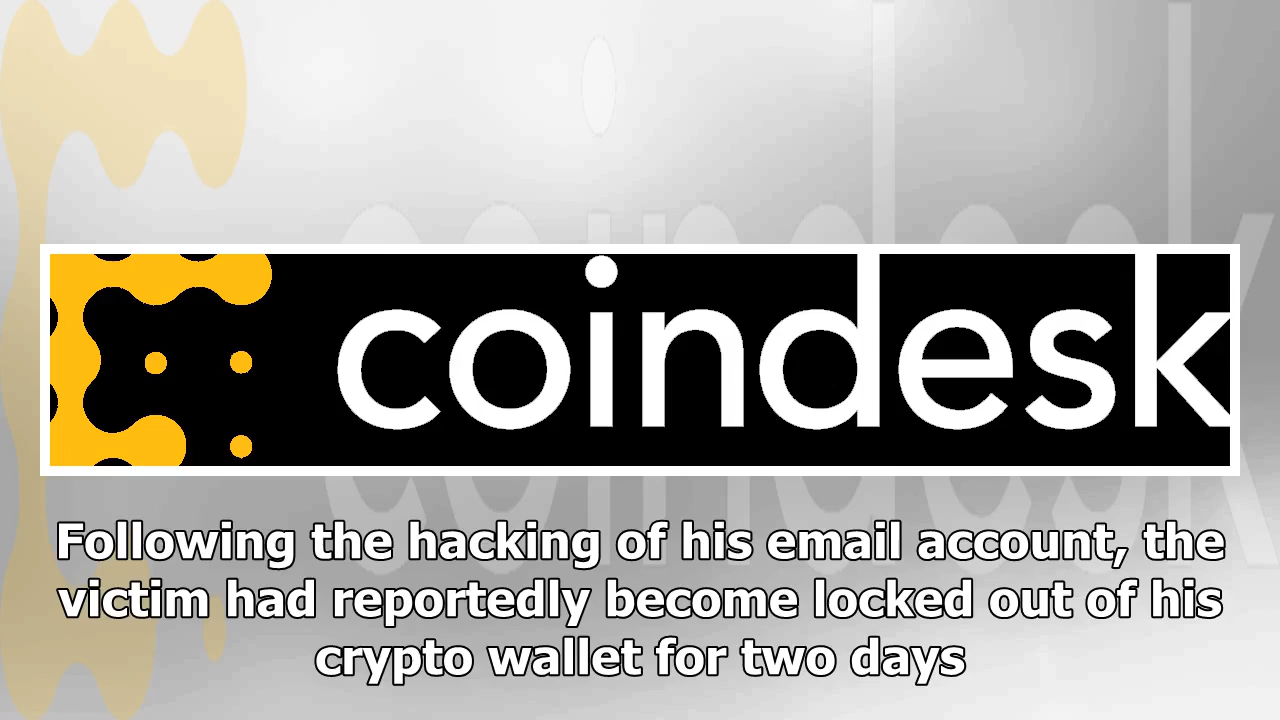 coindesk
Following the hacking of his email account, the
victim had reportedly become locked out of his
crypto wallet for two days